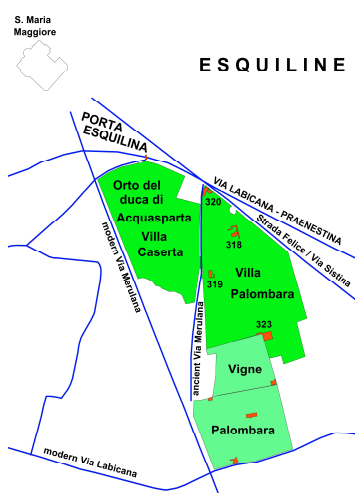 S. Maria
Maggiore
ESQUILINE
PORTA
ESQUILINA
VIA LABICANA - PRAENESTINA
Strada Felice / Via Sistina
Orto del
duca di
Acquasparta
Villa
Caserta
320
318
319
Villa
Palombara
modern Via Merulana
ancient Via Merulana
323
Vigne
Palombara
modern Via Labicana